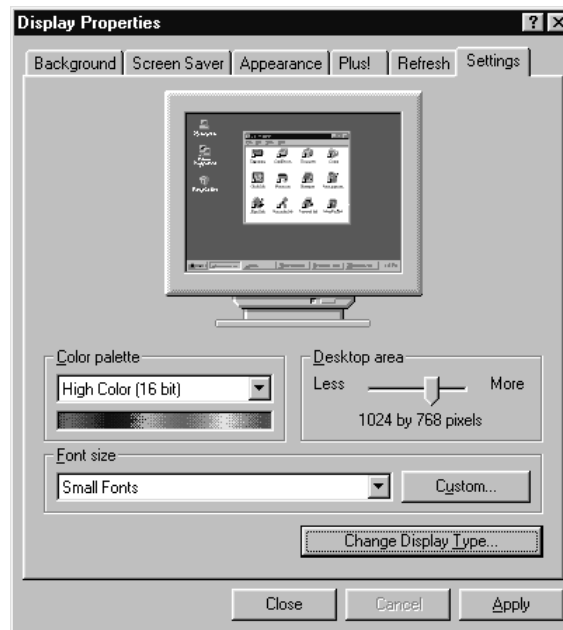 Display Properties
Background Screen Saver Appearance Plus! Refresh Settings
Color palette
High Color (16 bit)
Desktop area
Less More
1024 by 768 pixels
Font size
Small Fonts
Custom...
Change Display Type...
Close Cancel Apply